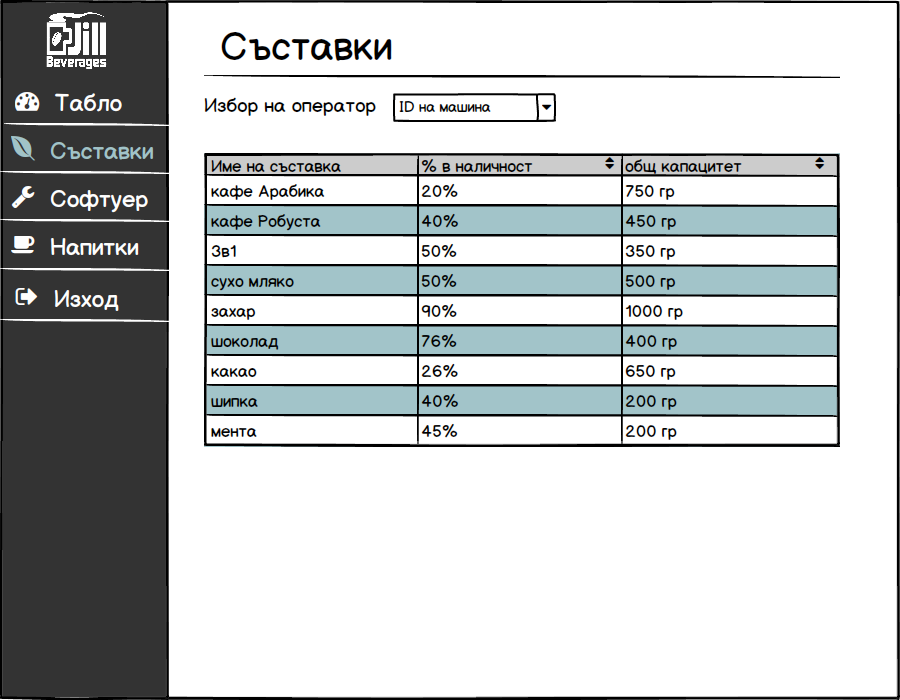 Jill
Beverages
Табло
Съставки
Софтуер
Напитки
Изход
Съставки
Избор на оператор ID на машина
Име на съставка % в наличност общ капацитет
кафе Арабика 20% 750 гр
кафе Робуста 40% 450 гр
3в1 50% 350 гр
сухо мляко 50% 500 гр
захар 90% 1000 гр
шоколад 76% 400 гр
какао 26% 650 гр
шипка 40% 200 гр
мента 45% 200 гр